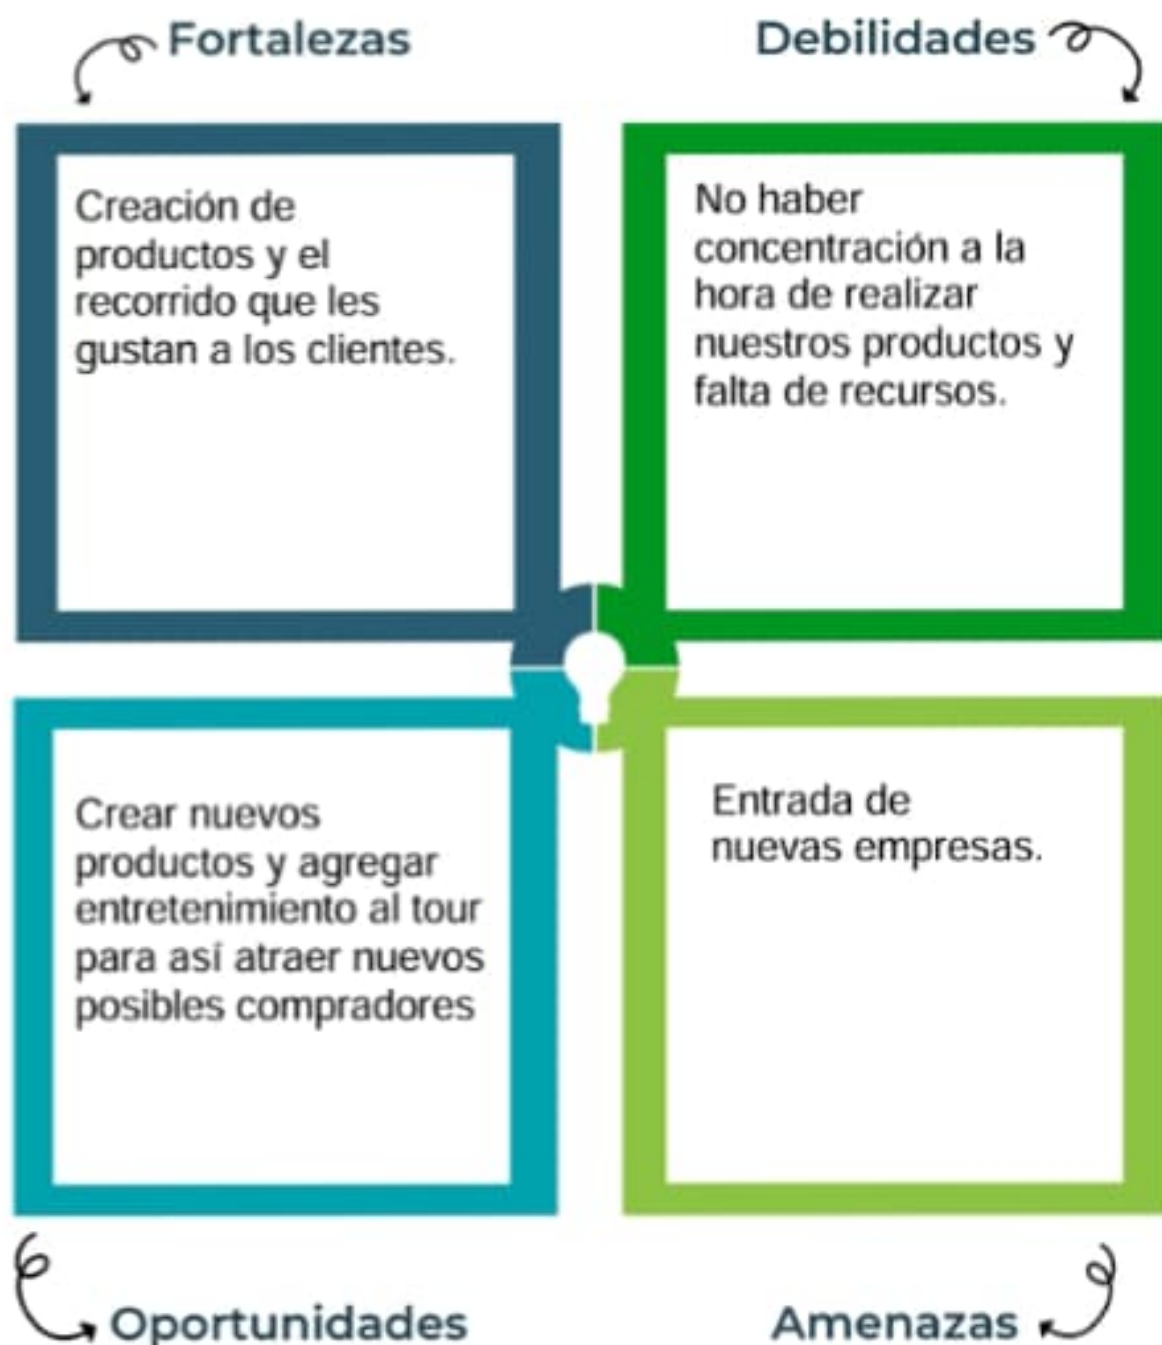 Fortalezas
Creación de
productos y el
recorrido que les
gustan a los clientes.
Debilidades
No haber
concentración a la
hora de realizar
nuestros productos y
falta de recursos.
Crear nuevos
productos y agregar
entretenimiento al tour
para así atraer nuevos
posibles compradores
Oportunidades
Entrada de
nuevas empresas.
Amenazas